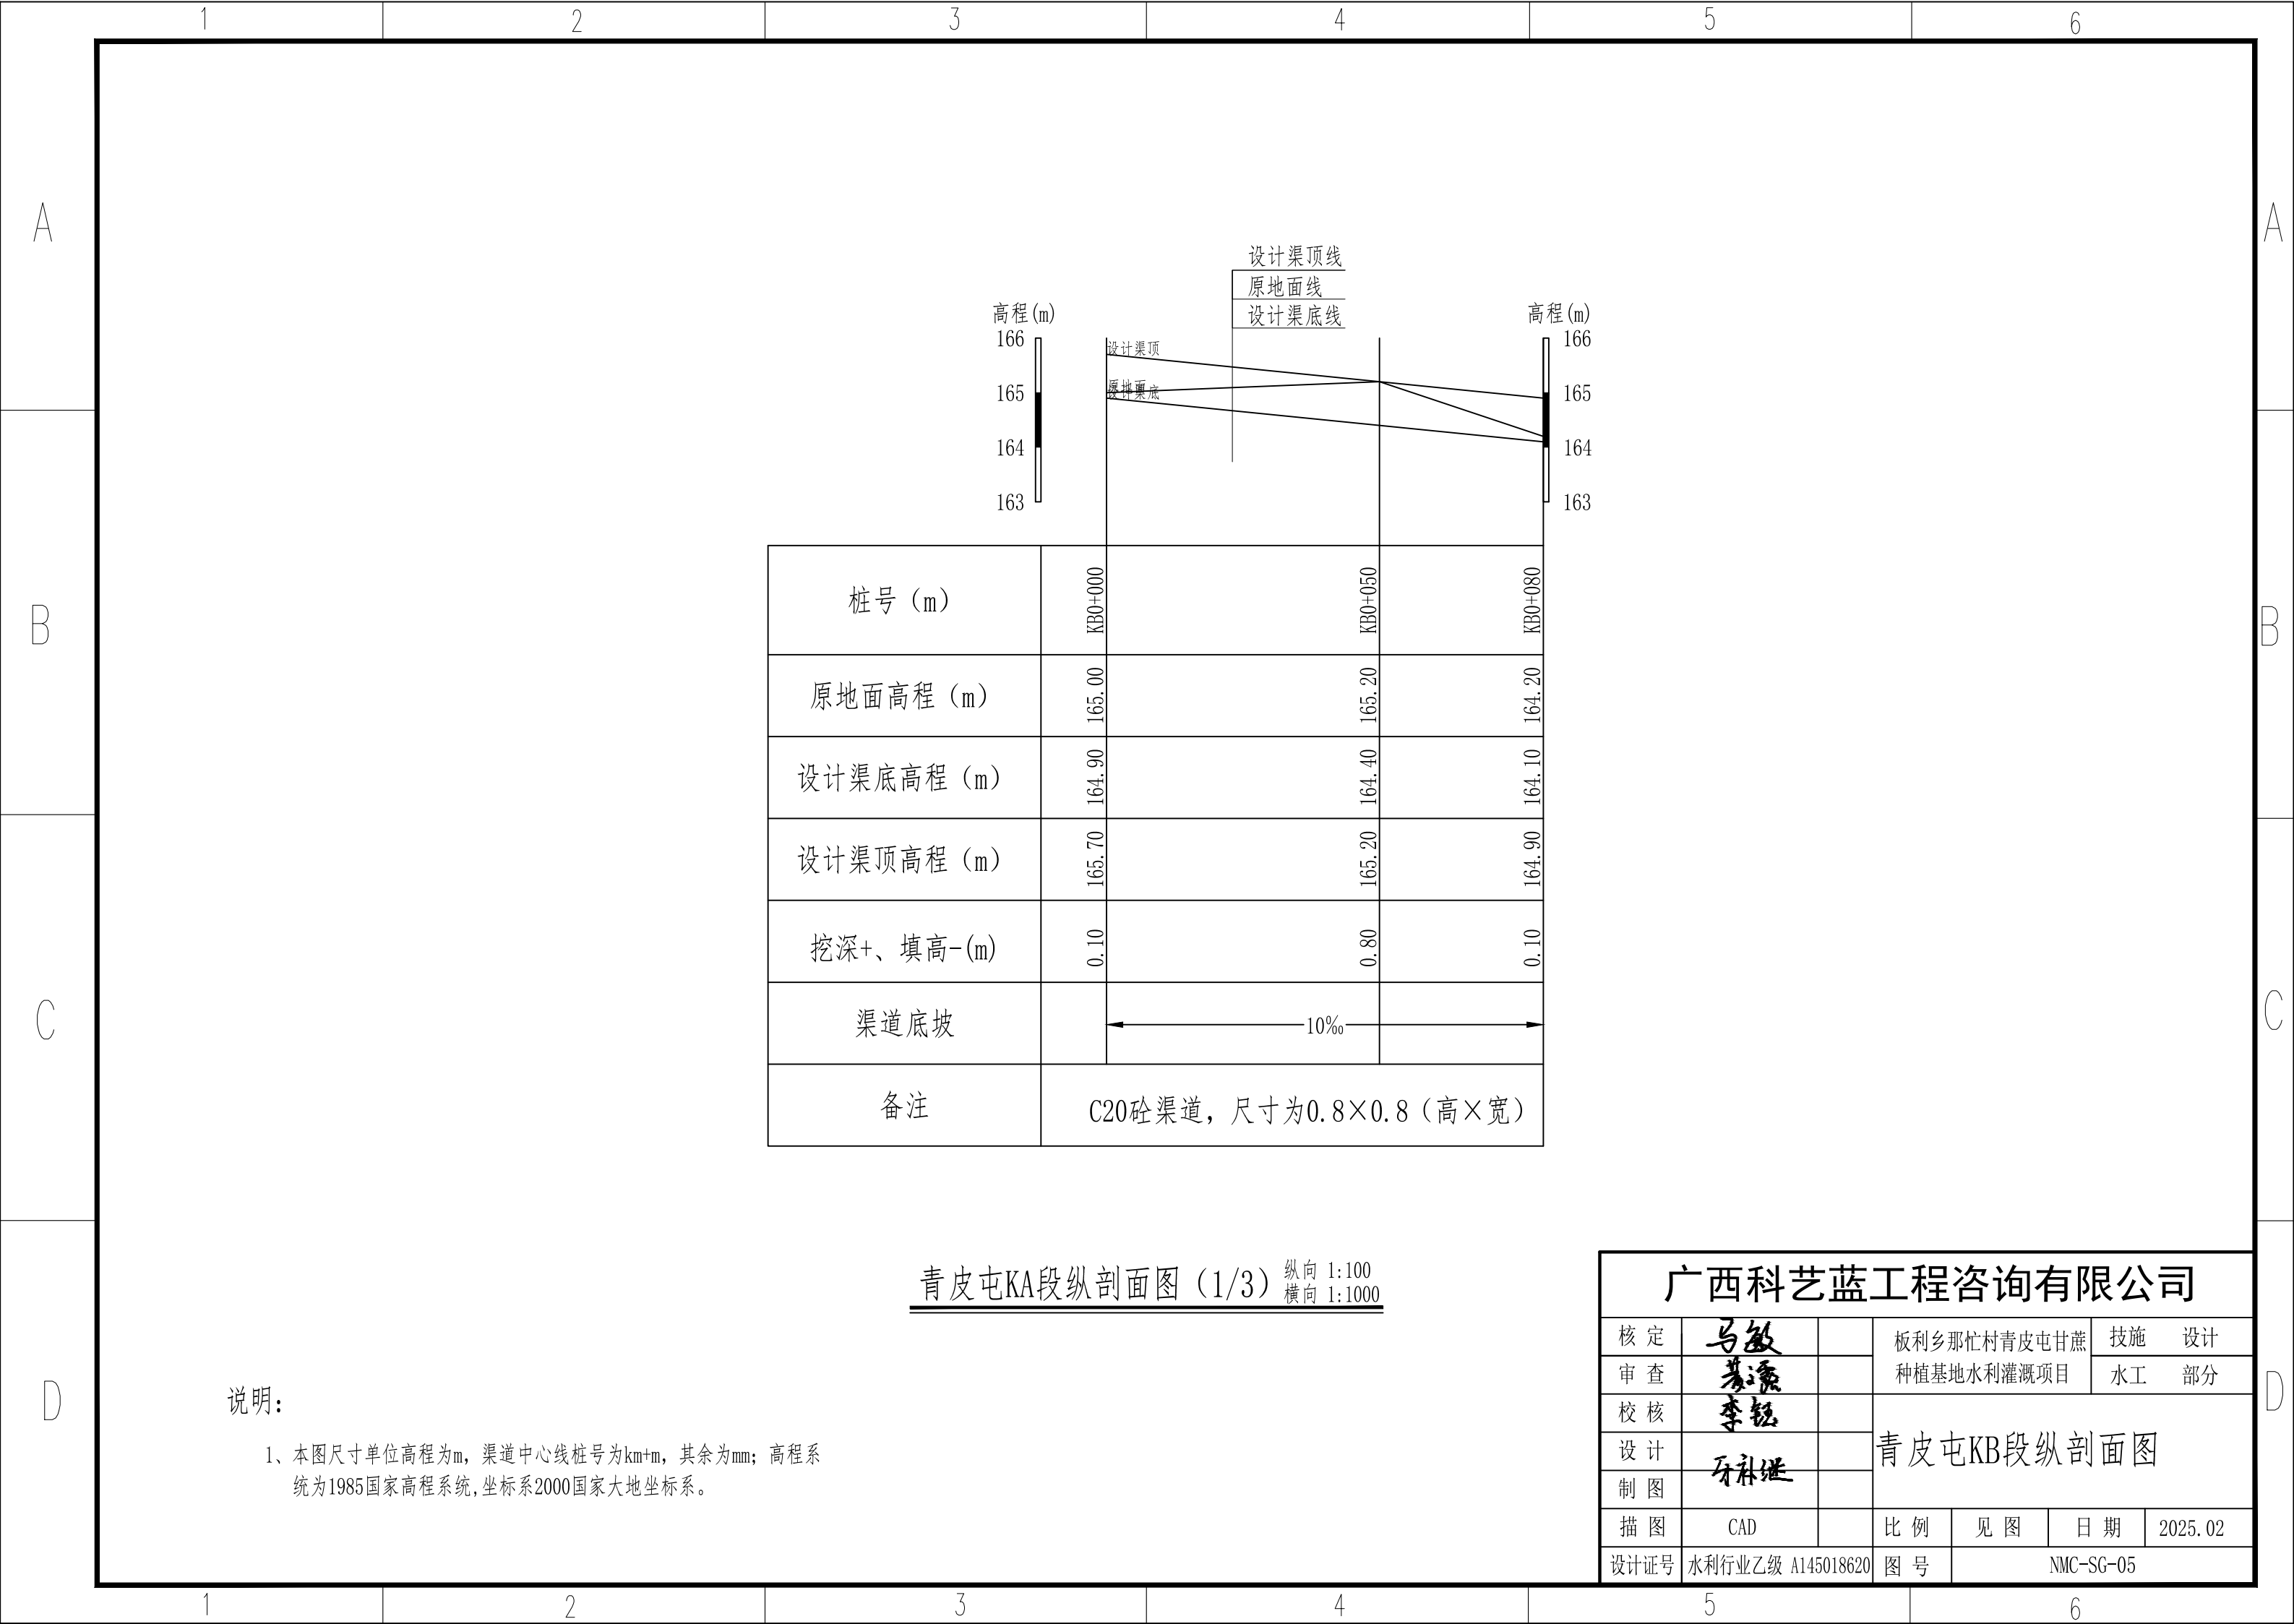 1 2 3 4 5 6
A A
设计渠顶线
原地面线
设计渠底线
高程(m) 高程(m)
166 166
设计渠顶
165 165
原地面
设计渠底
164 164
163 163
桩号（m） KB0+000 KB0+050 KB0+080
B B
原地面高程（m） 165.00 165.20 164.20
设计渠底高程（m） 164.90 164.40 164.10
设计渠顶高程（m） 165.70 165.20 164.90
挖深+、填高-(m) 0.10 0.80 0.10
C C
渠道底坡 10‰
备注 C20砼渠道，尺寸为0.8×0.8（高×宽）
青皮屯KA段纵剖面图（1/3）
纵向 1:100
横向 1:1000
D D
说明：
1、本图尺寸单位高程为m，渠道中心线桩号为km+m，其余为mm；高程系
统为1985国家高程系统,坐标系2000国家大地坐标系。
广西科艺蓝工程咨询有限公司
核 定 马敏 板利乡那忙村青皮屯甘蔗 技施 设计
审 查 种植基地水利灌溉项目 水工 部分
校 核 青皮屯KB段纵剖面图
设 计
制 图
描 图 CAD 比 例 见 图 日 期 2025.02
设计证号 水利行业乙级 A145018620 图 号 NMC-SG-05
1 2 3 4 5 6